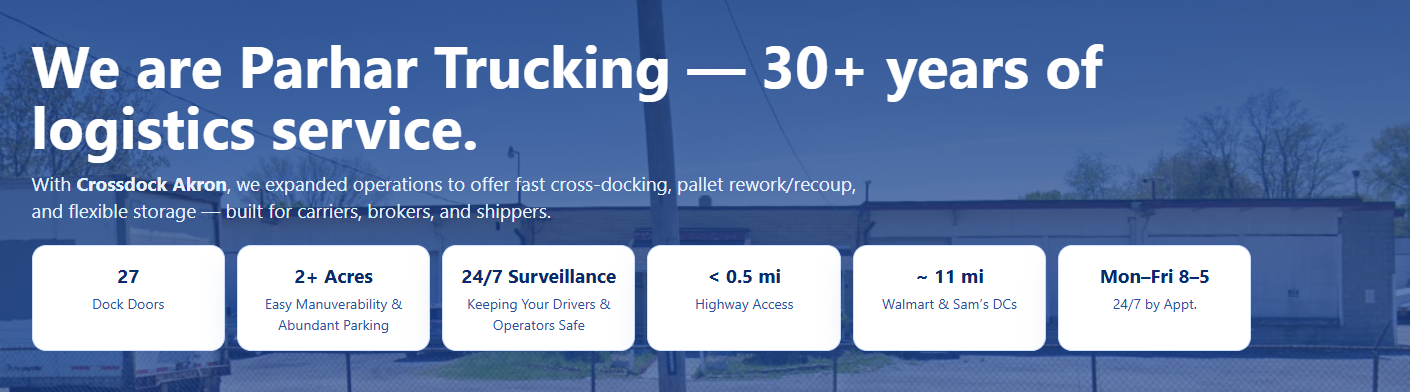 We are Parhar Trucking — 30+ years of
logistics service.
With Crossdock Akron, we expanded operations to offer fast cross-docking, pallet rework/recoup,
and flexible storage — built for carriers, brokers, and shippers.
27
Dock Doors
2+ Acres
Easy Manuverability &
Abundant Parking
24/7 Surveillance
Keeping Your Drivers &
Operators Safe
< 0.5 mi
Highway Access
~ 11 mi
Walmart & Sam's DCs
Mon–Fri 8–5
24/7 by Appt.